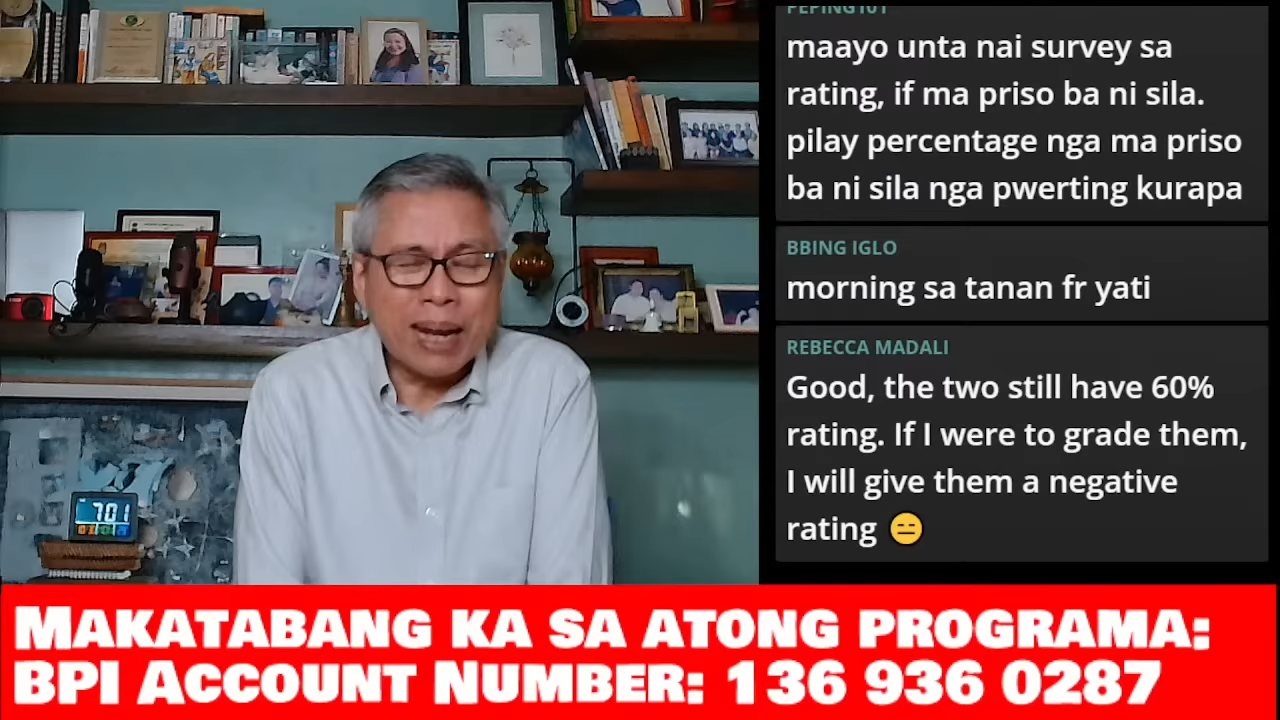 PEPING101
maayo unta nai survey sa
rating, if ma priso ba ni sila.
pilay percentage nga ma priso
ba ni sila nga pwerting kurapa
BBING IGLO
morning sa tanan fr yati
REBECCA MADALI
Good, the two still have 60%
rating. If I were to grade them,
I will give them a negative
rating 😑
701
MAKATABANG KA SA ATONG PROGRAMA:
BPI ACCOUNT NUMBER: 136 936 0287